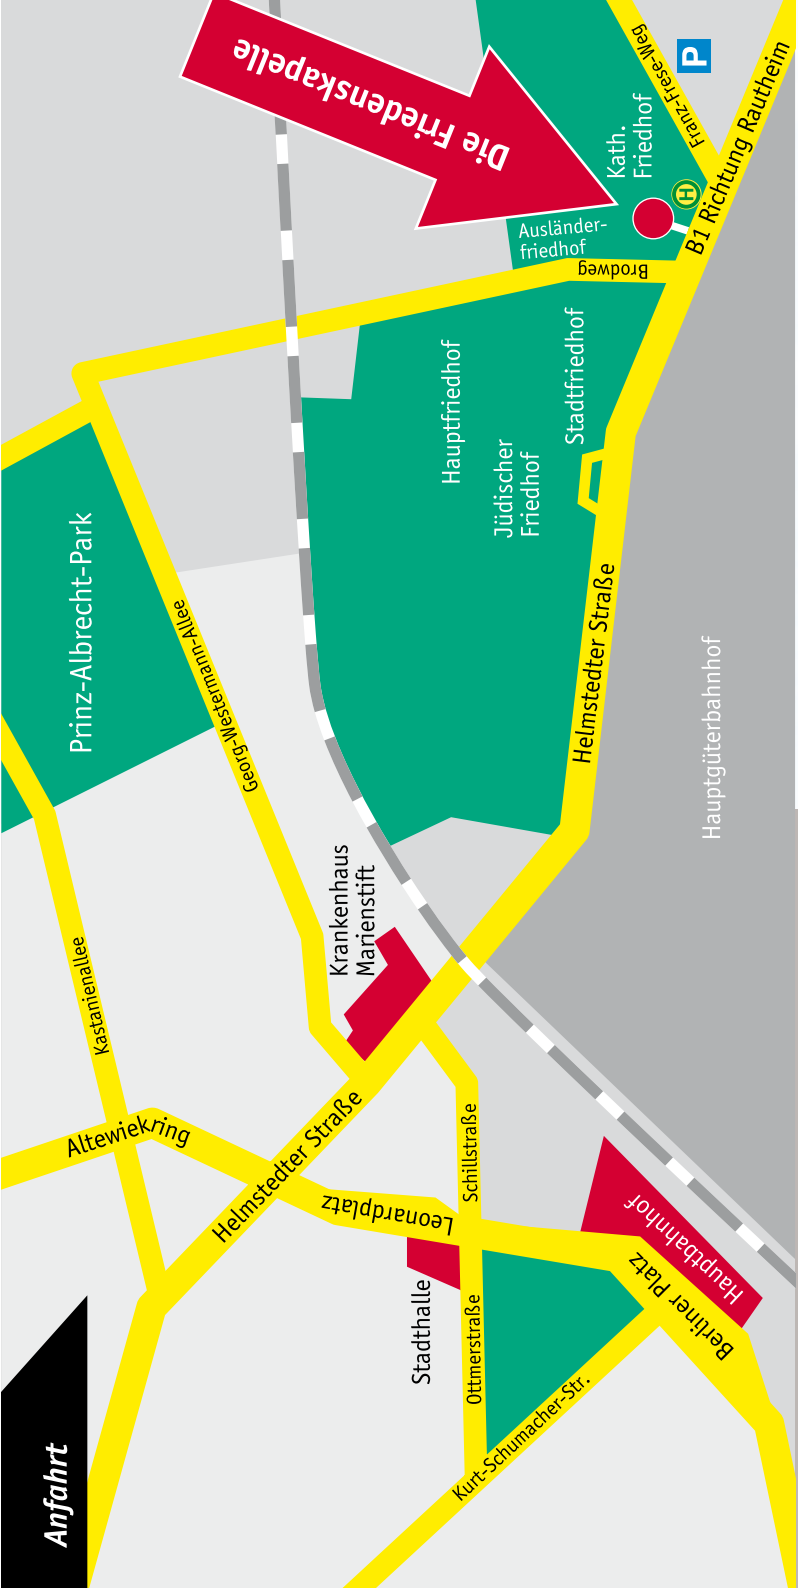 Anfahrt
Altewiekring
Kastanienallee
Prinz-Albrecht-Park
Georg-Westermann-Allee
Die Friedenskapelle
Helmstedter Straße
Krankenhaus
Marienstift
Leonardplatz
Stadthalle
Ottmerstraße
Schillstraße
Kurt-Schumacher-Str.
Berliner Platz
Hauptbahnhof
Hauptfriedhof
Jüdischer
Friedhof
Stadtfriedhof
Helmstedter Straße
Hauptgüterbahnhof
Brodweg
Ausländer-
friedhof
Kath.
Friedhof
H
Franz-Frese-Weg
P
B1 Richtung Rautheim